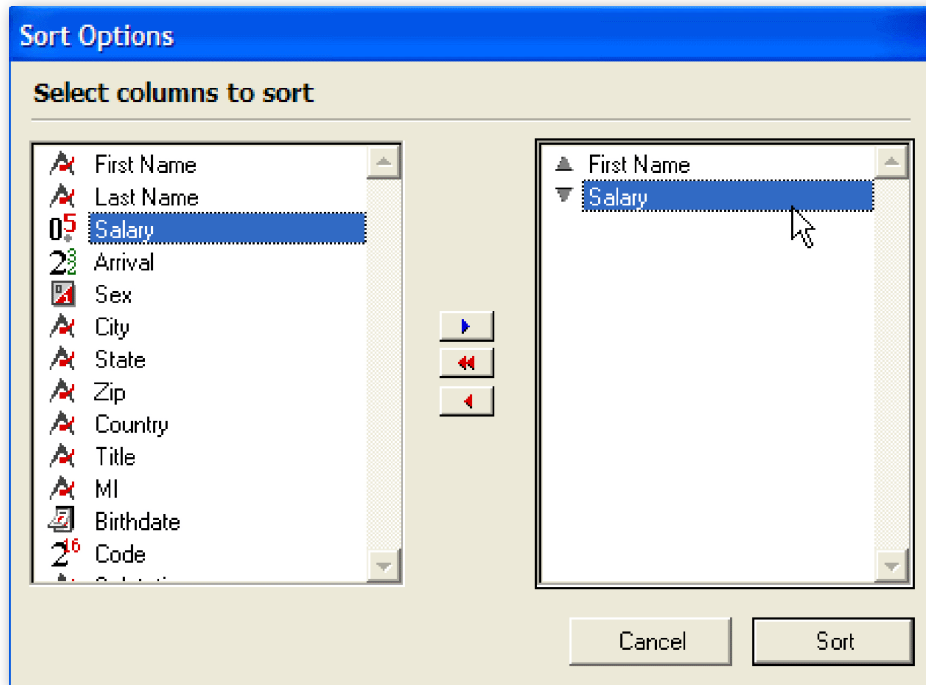 Sort Options
Select columns to sort
First Name
Last Name
Salary
Arrival
Sex
City
State
Zip
Country
Title
MI
Birthdate
Code
First Name
Salary
Cancel
Sort